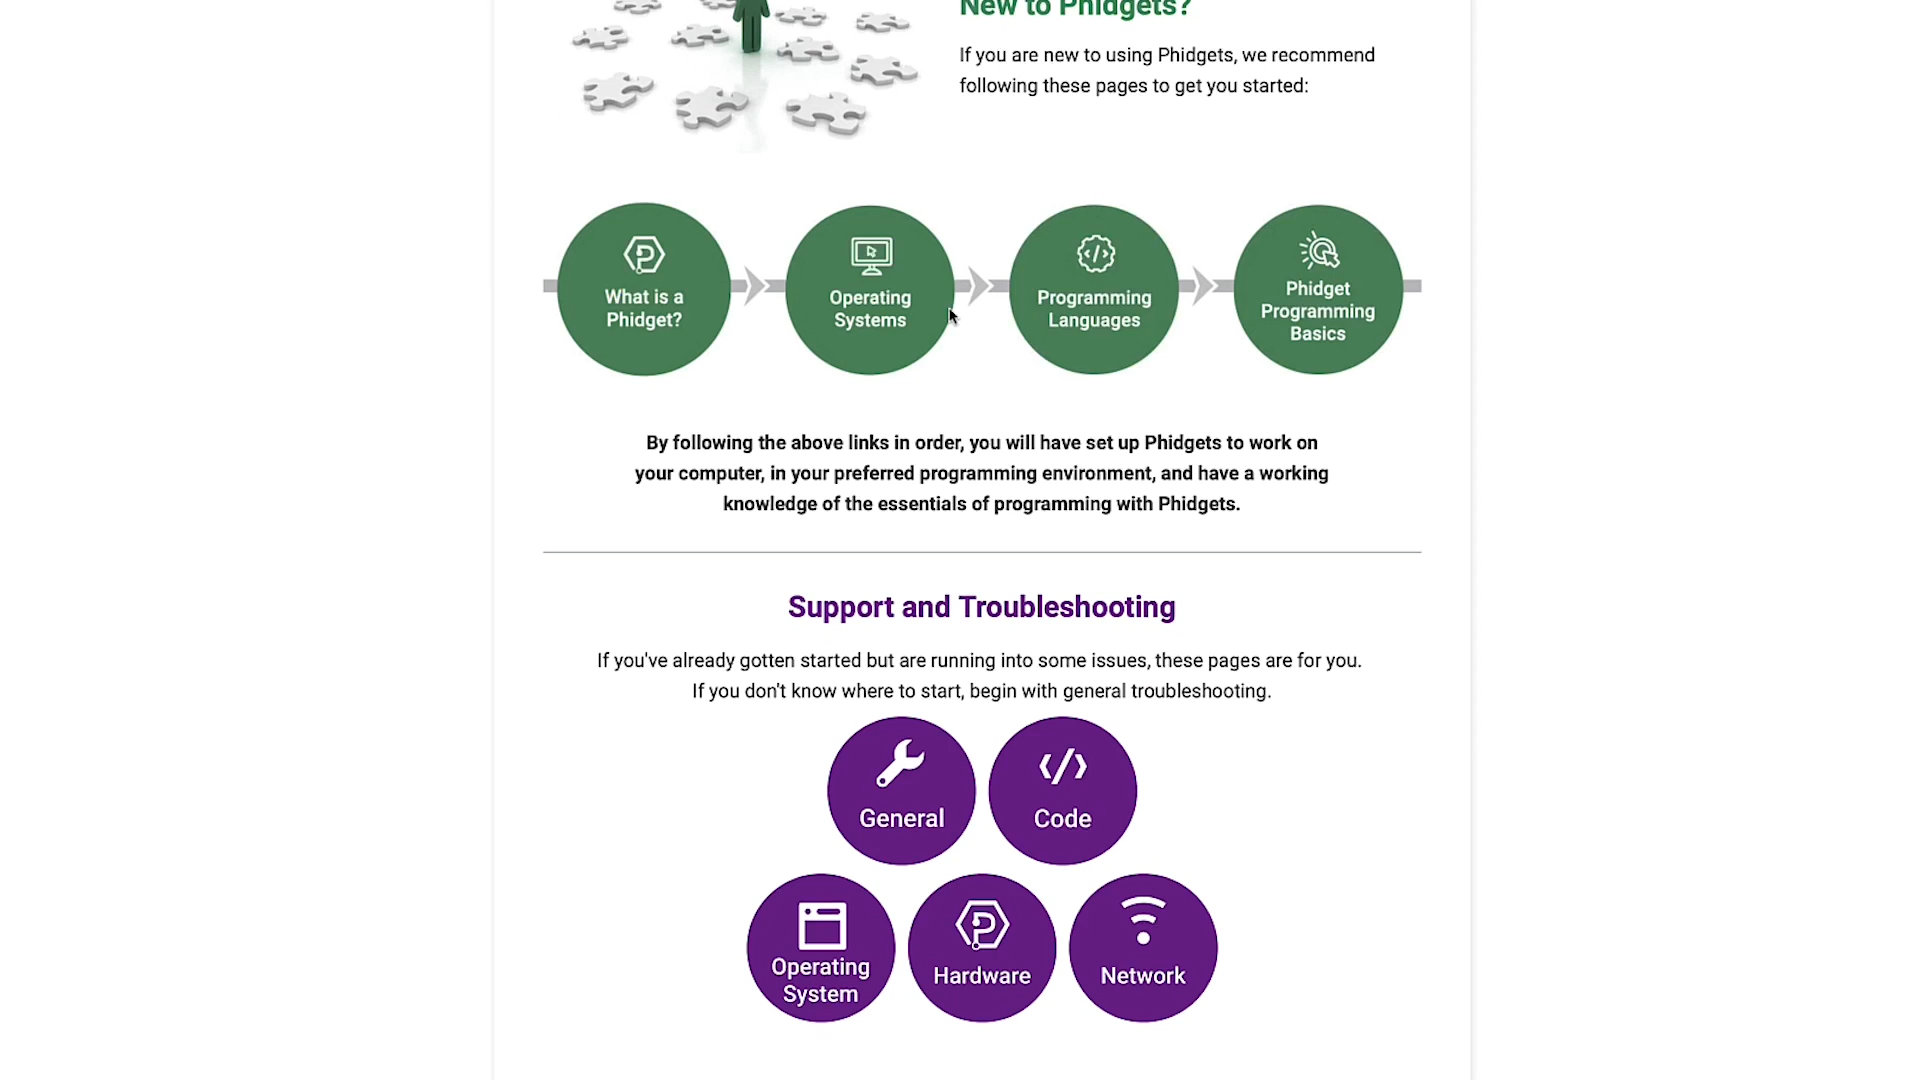 New to Phidgets?
If you are new to using Phidgets, we recommend
following these pages to get you started:
What is a
Phidget?
Operating
Systems
Programming
Languages
Phidget
Programming
Basics
By following the above links in order, you will have set up Phidgets to work on
your computer, in your preferred programming environment, and have a working
knowledge of the essentials of programming with Phidgets.
Support and Troubleshooting
If you've already gotten started but are running into some issues, these pages are for you.
If you don't know where to start, begin with general troubleshooting.
General
Code
Operating
System
Hardware
Network